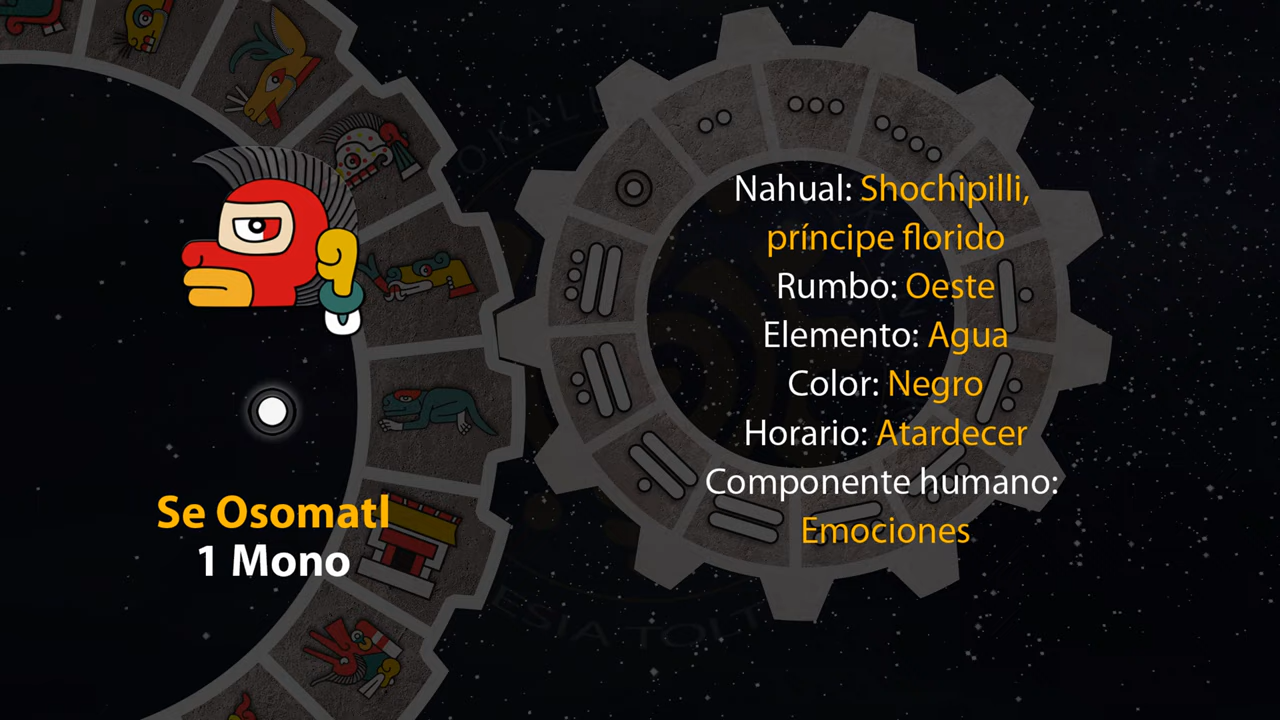 Se Osomatl
1 Mono
Nahual: Shochipilli,
príncipe florido
Rumbo: Oeste
Elemento: Agua
Color: Negro
Horario: Atardecer
Componente humano:
Emociones